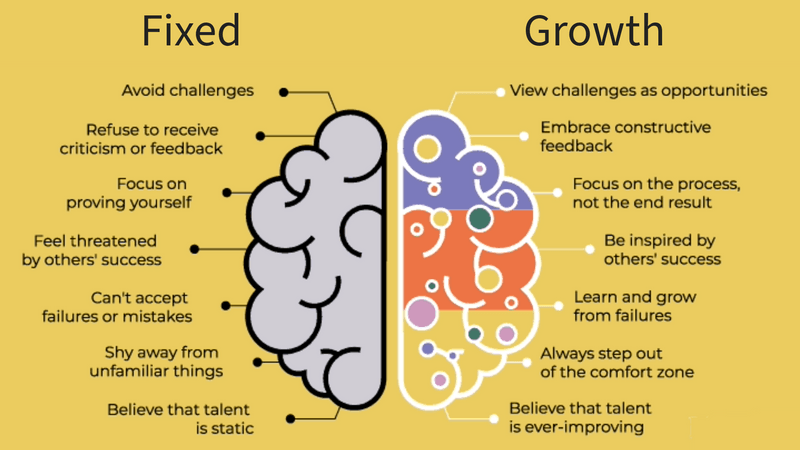 Fixed
Growth
Avoid challenges
Refuse to receive
criticism or feedback
Focus on
proving yourself
Feel threatened
by others' success
Can't accept
failures or mistakes
Shy away from
unfamiliar things
Believe that talent
is static
View challenges as opportunities
Embrace constructive
feedback
Focus on the process,
not the end result
Be inspired by
others' success
Learn and grow
from failures
Always step out
of the comfort zone
Believe that talent
is ever-improving